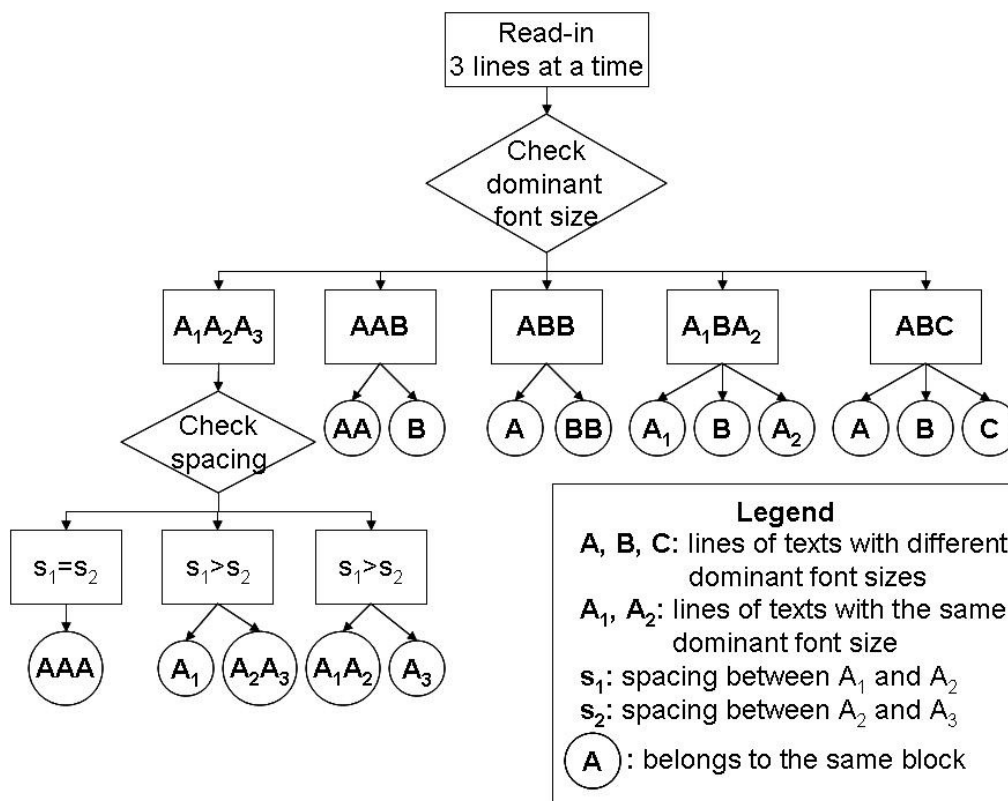 Read-in
3 lines at a time
Check
dominant
font size
A₁A₂A₃
AAB
ABB
A₁BA₂
ABC
AA
B
A
BB
A₁
B
A₂
A
B
C
Check
spacing
s₁=s₂
s₁>s₂
s₁>s₂
AAA
A₁
A₂A₃
A₁A₂
A₃
Legend
A, B, C: lines of texts with different
dominant font sizes
A₁, A₂: lines of texts with the same
dominant font size
s₁: spacing between A₁ and A₂
s₂: spacing between A₂ and A₃
A : belongs to the same block